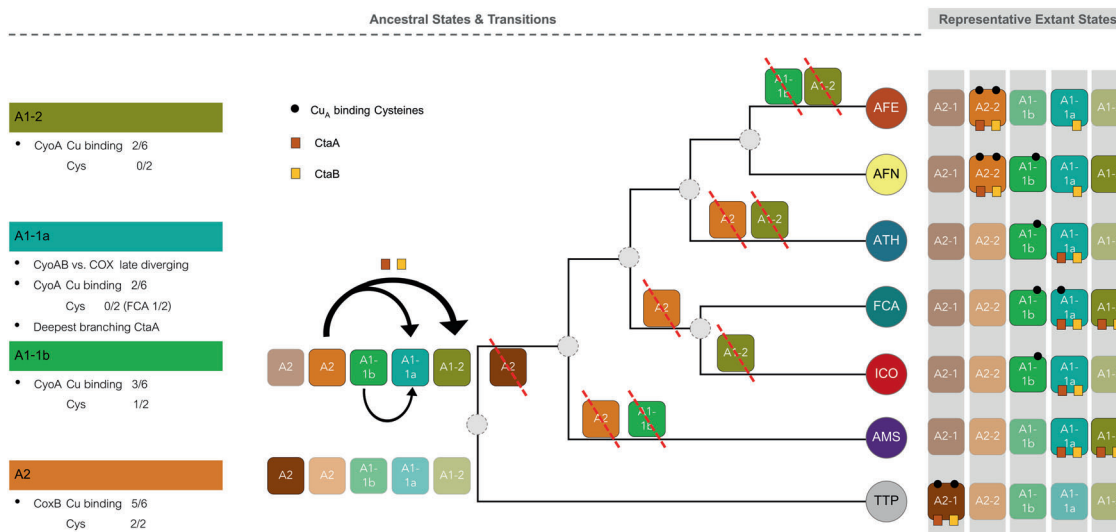 Ancestral States & Transitions
Representative Extant States
A1-2
• CyoA Cu binding 2/6
Cys 0/2
A1-1a
• CyoAB vs. COX late diverging
• CyoA Cu binding 2/6
Cys 0/2 (FCA 1/2)
• Deepest branching CtaA
A1-1b
• CyoA Cu binding 3/6
Cys 1/2
A2
• CoxB Cu binding 5/6
Cys 2/2
CuA binding Cysteines
CtaA
CtaB
A2 A2 A1-1b A1-1a A1-2
A2 A2 A1-1b A1-1a A1-2
A2
A1-1b A1-2
A2 A1-2
A2
A1-2
A2 A1-1b
AFE
AFN
ATH
FCA
ICO
AMS
TTP
A2-1 A2-2 A1-1b A1-1a A1-
A2-1 A2-2 A1-1b A1-1a A1-
A2-1 A2-2 A1-1b A1-1a A1-
A2-1 A2-2 A1-1b A1-1a A1-
A2-1 A2-2 A1-1b A1-1a A1-
A2-1 A2-2 A1-1b A1-1a A1-
A2-1 A2-2 A1-1b A1-1a A1-